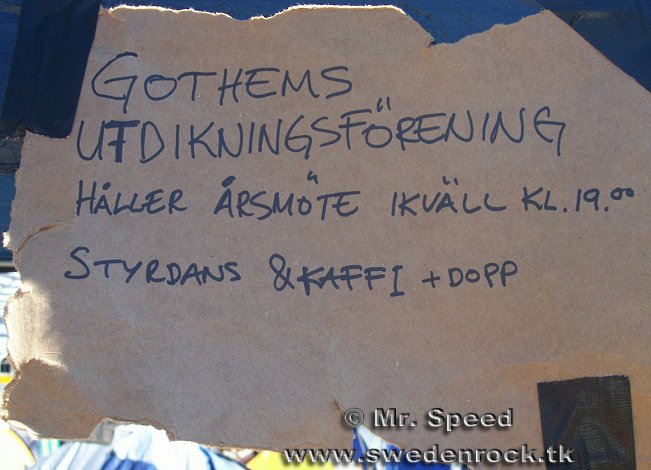 GOTHEMS
UTDIKNINGSFÖRENING
HÅLLER ÅRSMÖTE IKVÄLL KL. 19.00
STYRDANS & KAFFI + DOPP
© Mr. Speed
www.swedenrock.tk